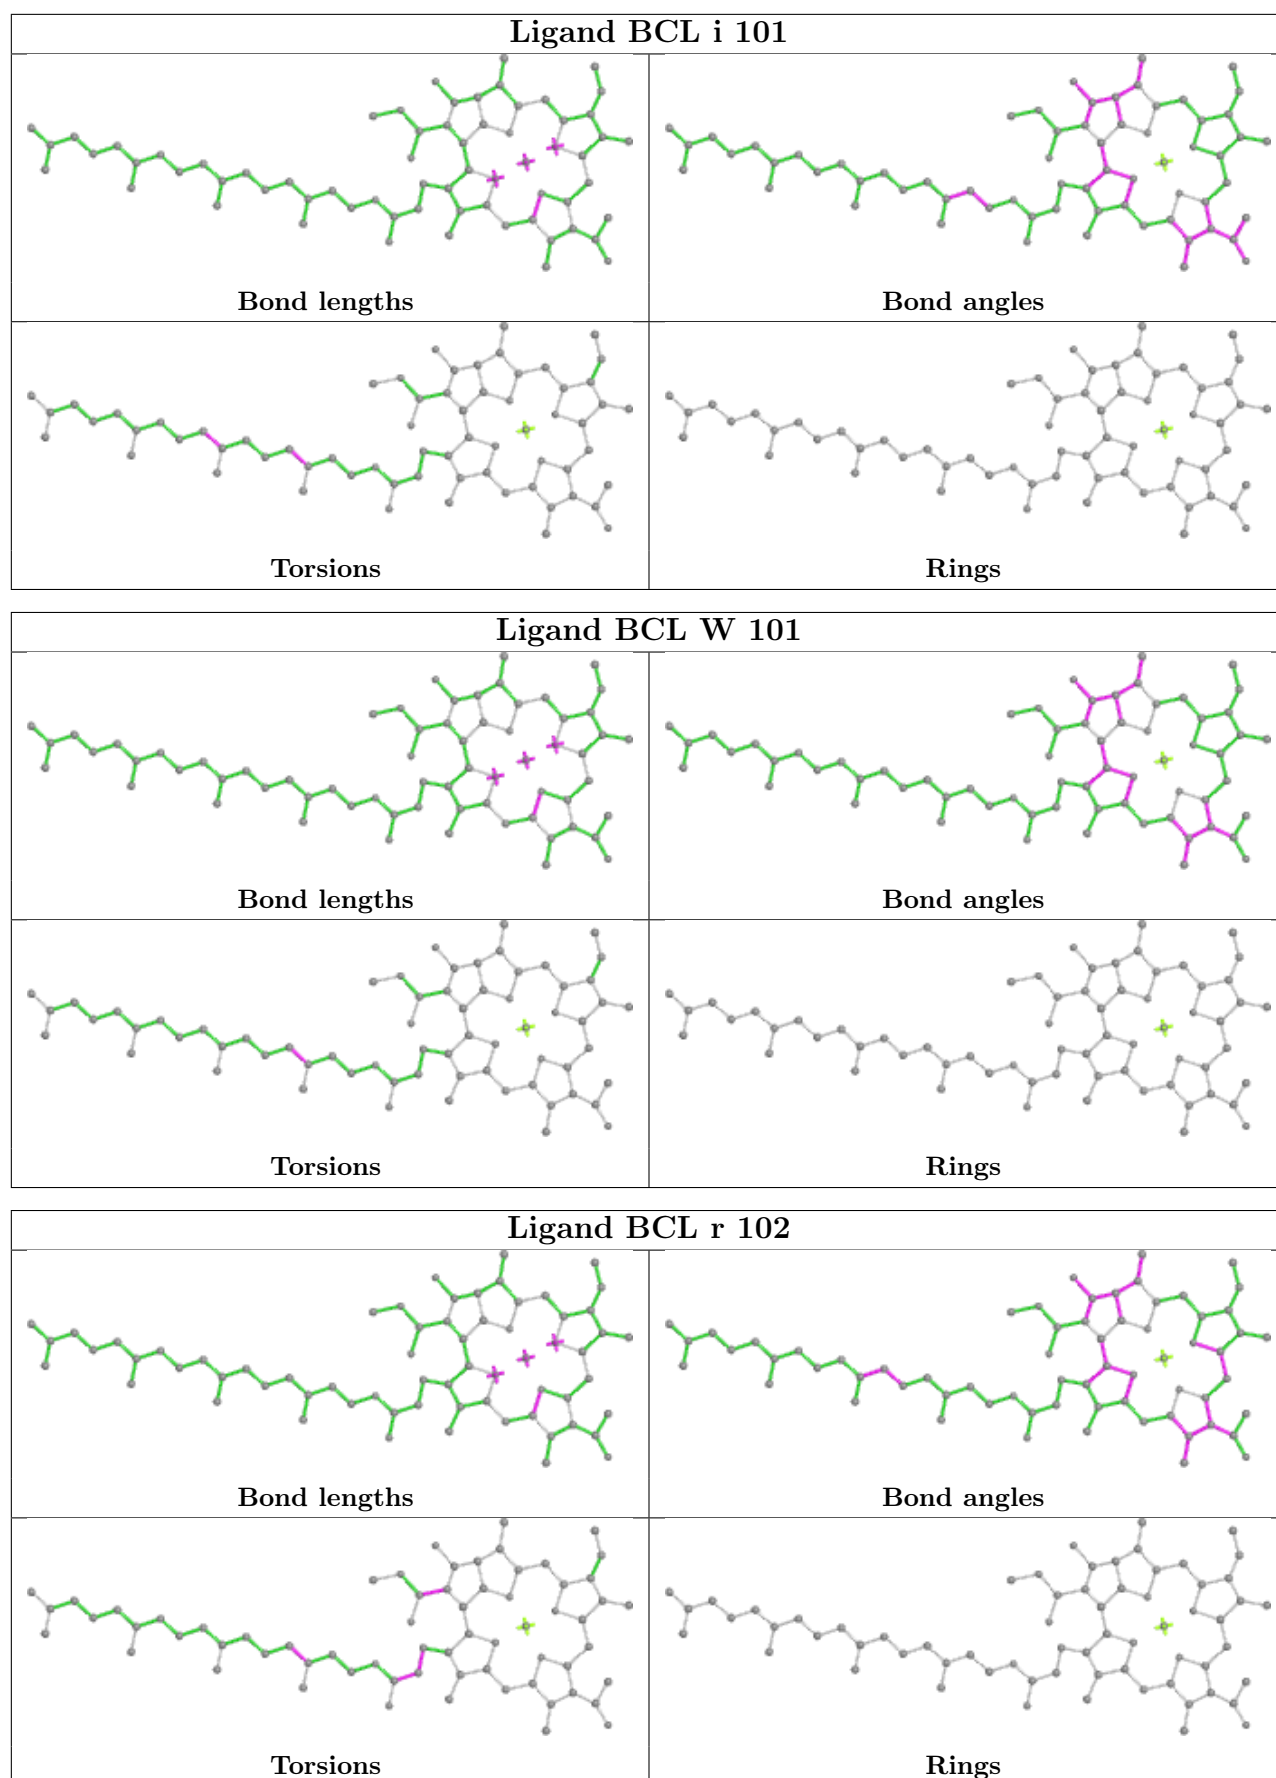 Ligand BCL i 101
Bond lengths
Bond angles
Torsions
Rings
Ligand BCL W 101
Bond lengths
Bond angles
Torsions
Rings
Ligand BCL r 102
Bond lengths
Bond angles
Torsions
Rings